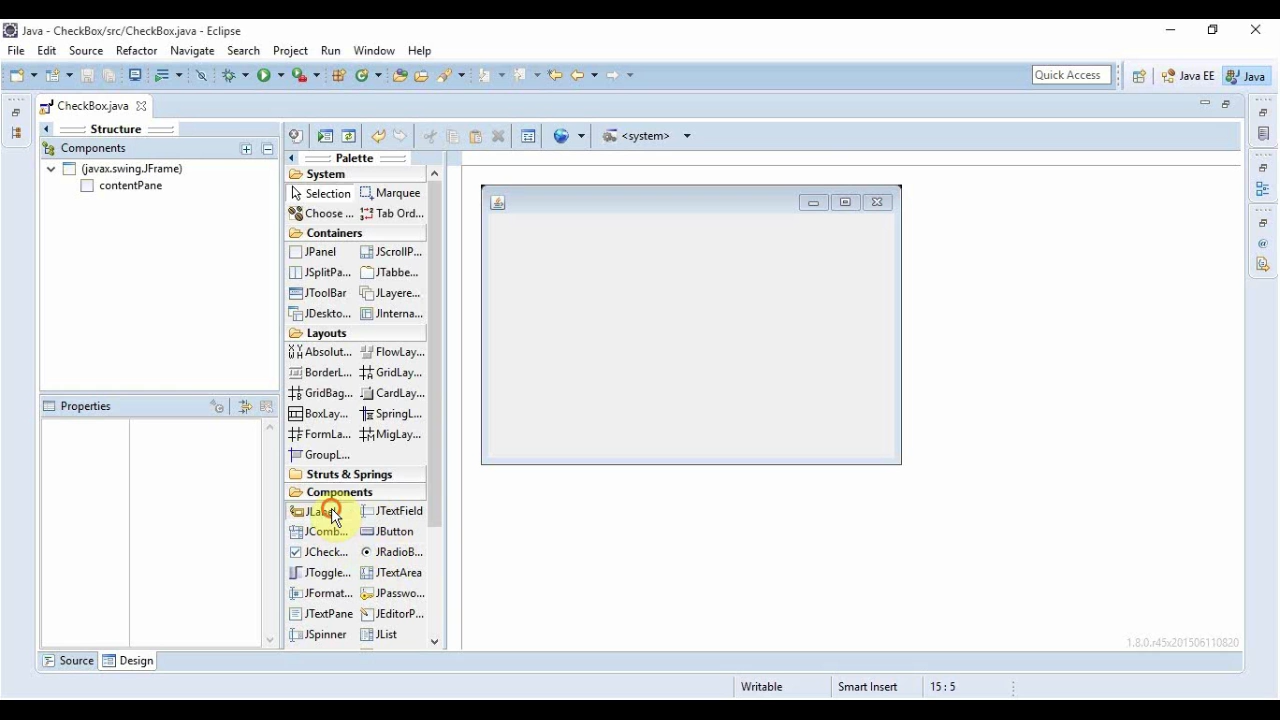 Java - CheckBox/src/CheckBox.java - Eclipse
File Edit Source Refactor Navigate Search Project Run Window Help
Quick Access Java EE Java
CheckBox.java
Structure
Components
(javax.swing.JFrame)
contentPane
Properties
<system>
Palette
System
Selection Marquee
Choose ... Tab Ord...
Containers
JPanel JScrollP...
JSplitPa... JTabbe...
JToolBar JLayere...
JDeskto... JInterna...
Layouts
Absolut... FlowLay...
BorderL... GridLay...
GridBag... CardLay...
BoxLay... SpringL...
FormLa... MigLay...
GroupL...
Struts & Springs
Components
JTextField
JComb... JButton
JCheck... JRadioB...
JToggle... JTextArea
JFormat... JPasswo...
JTextPane JEditorP...
JSpinner JList
1.8.0.r45x201506110820
Source Design
Writable Smart Insert 15 : 5